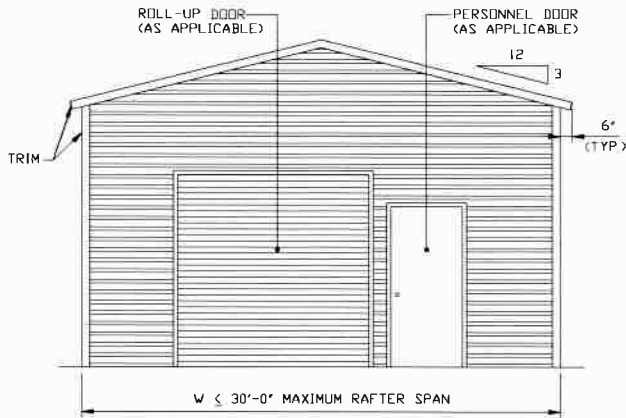 ROLL-UP DOOR
(AS APPLICABLE)
PERSONNEL DOOR
(AS APPLICABLE)
12
3
6"
(TYP)
TRIM
W ≤ 30'-0" MAXIMUM RAFTER SPAN